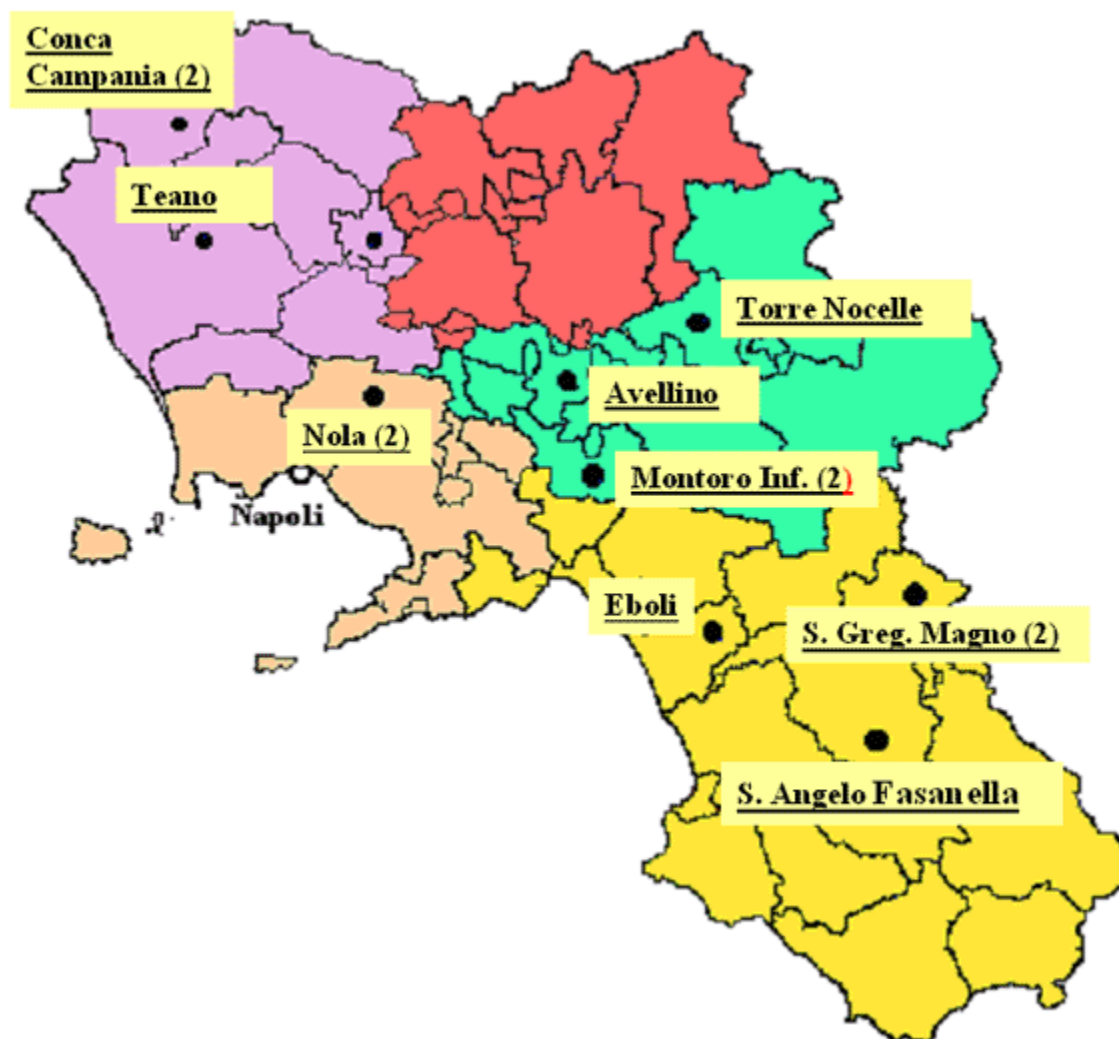 Conca
Campania (2)
Teano
Torre Nocelle
Avellino
Nola (2)
Montoro Inf. (2)
Napoli
Eboli
S. Greg. Magno (2)
S. Angelo Fasanella